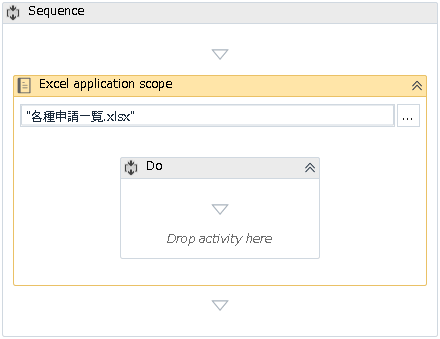 Sequence
Excel application scope
"各種申請一覧.xlsx"
...
Do
Drop activity here